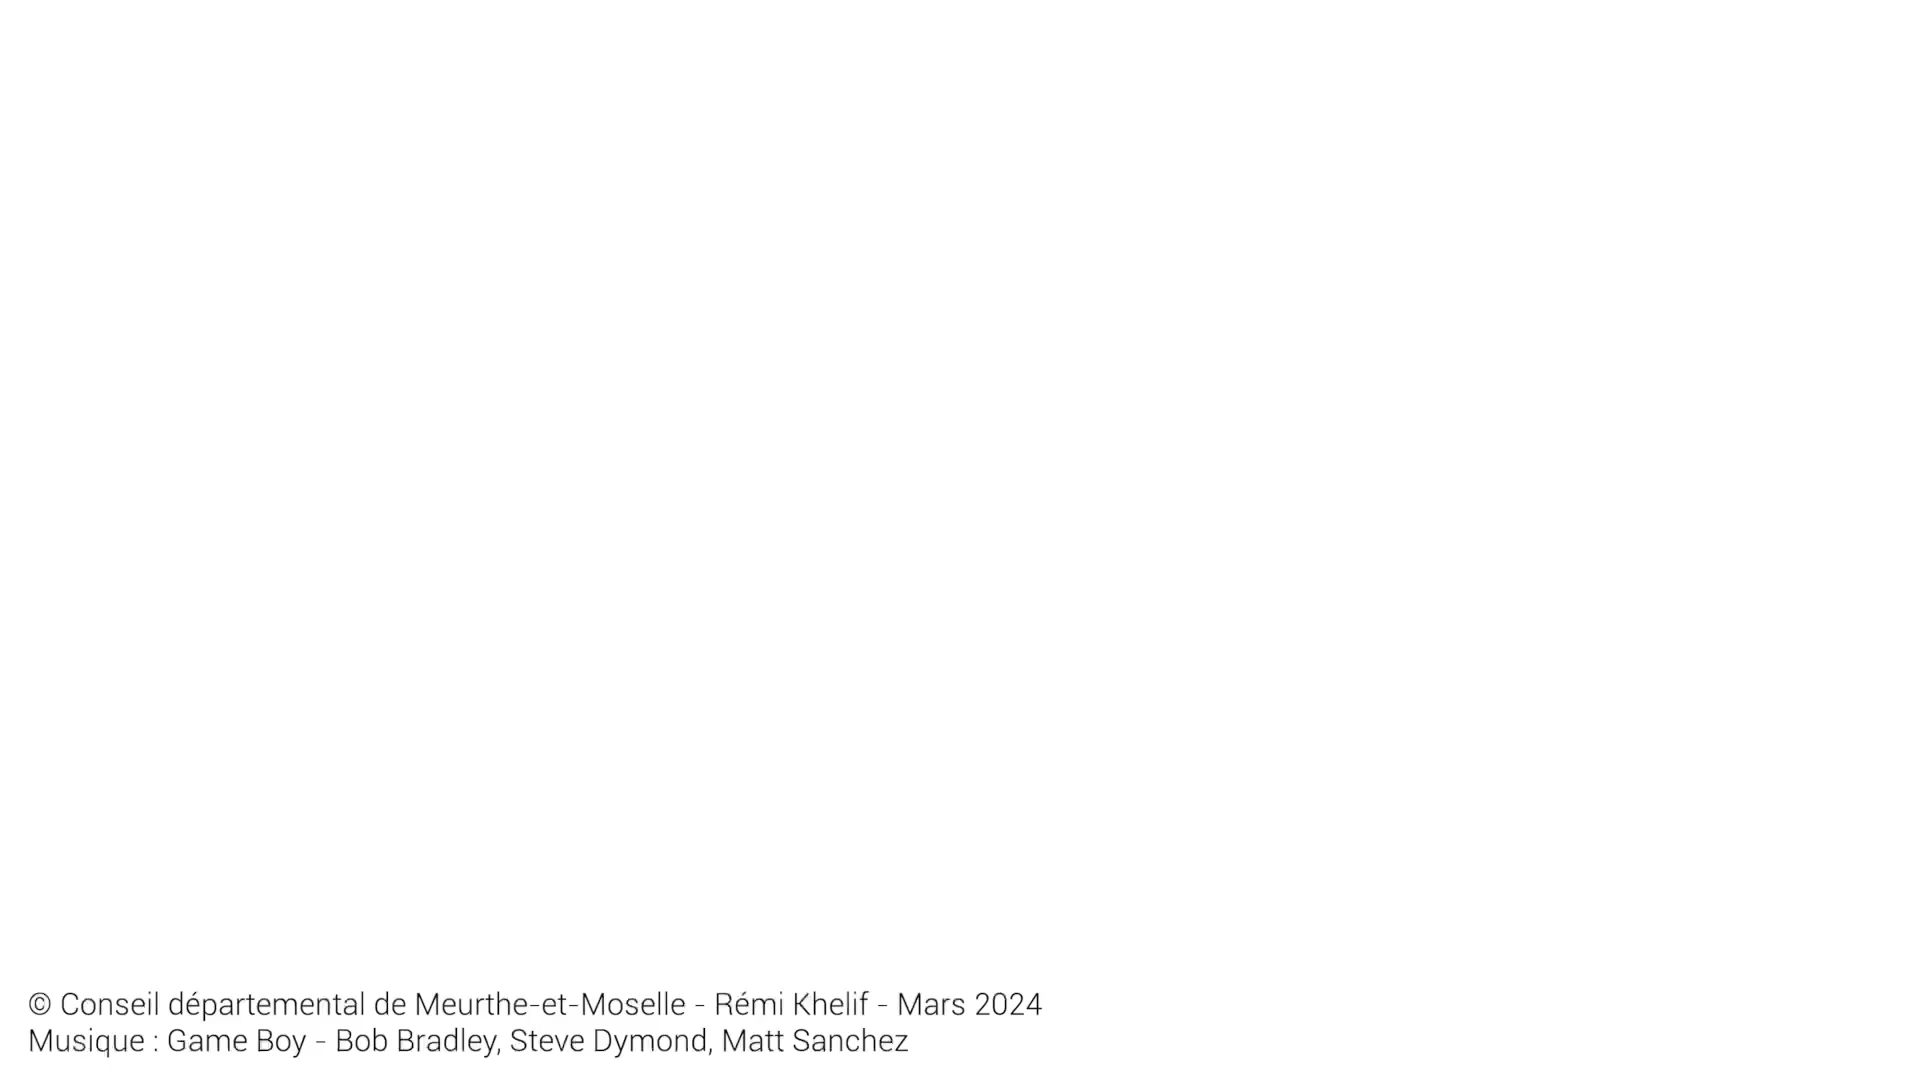 © Conseil départemental de Meurthe-et-Moselle - Rémi Khelif - Mars 2024
Musique : Game Boy - Bob Bradley, Steve Dymond, Matt Sanchez